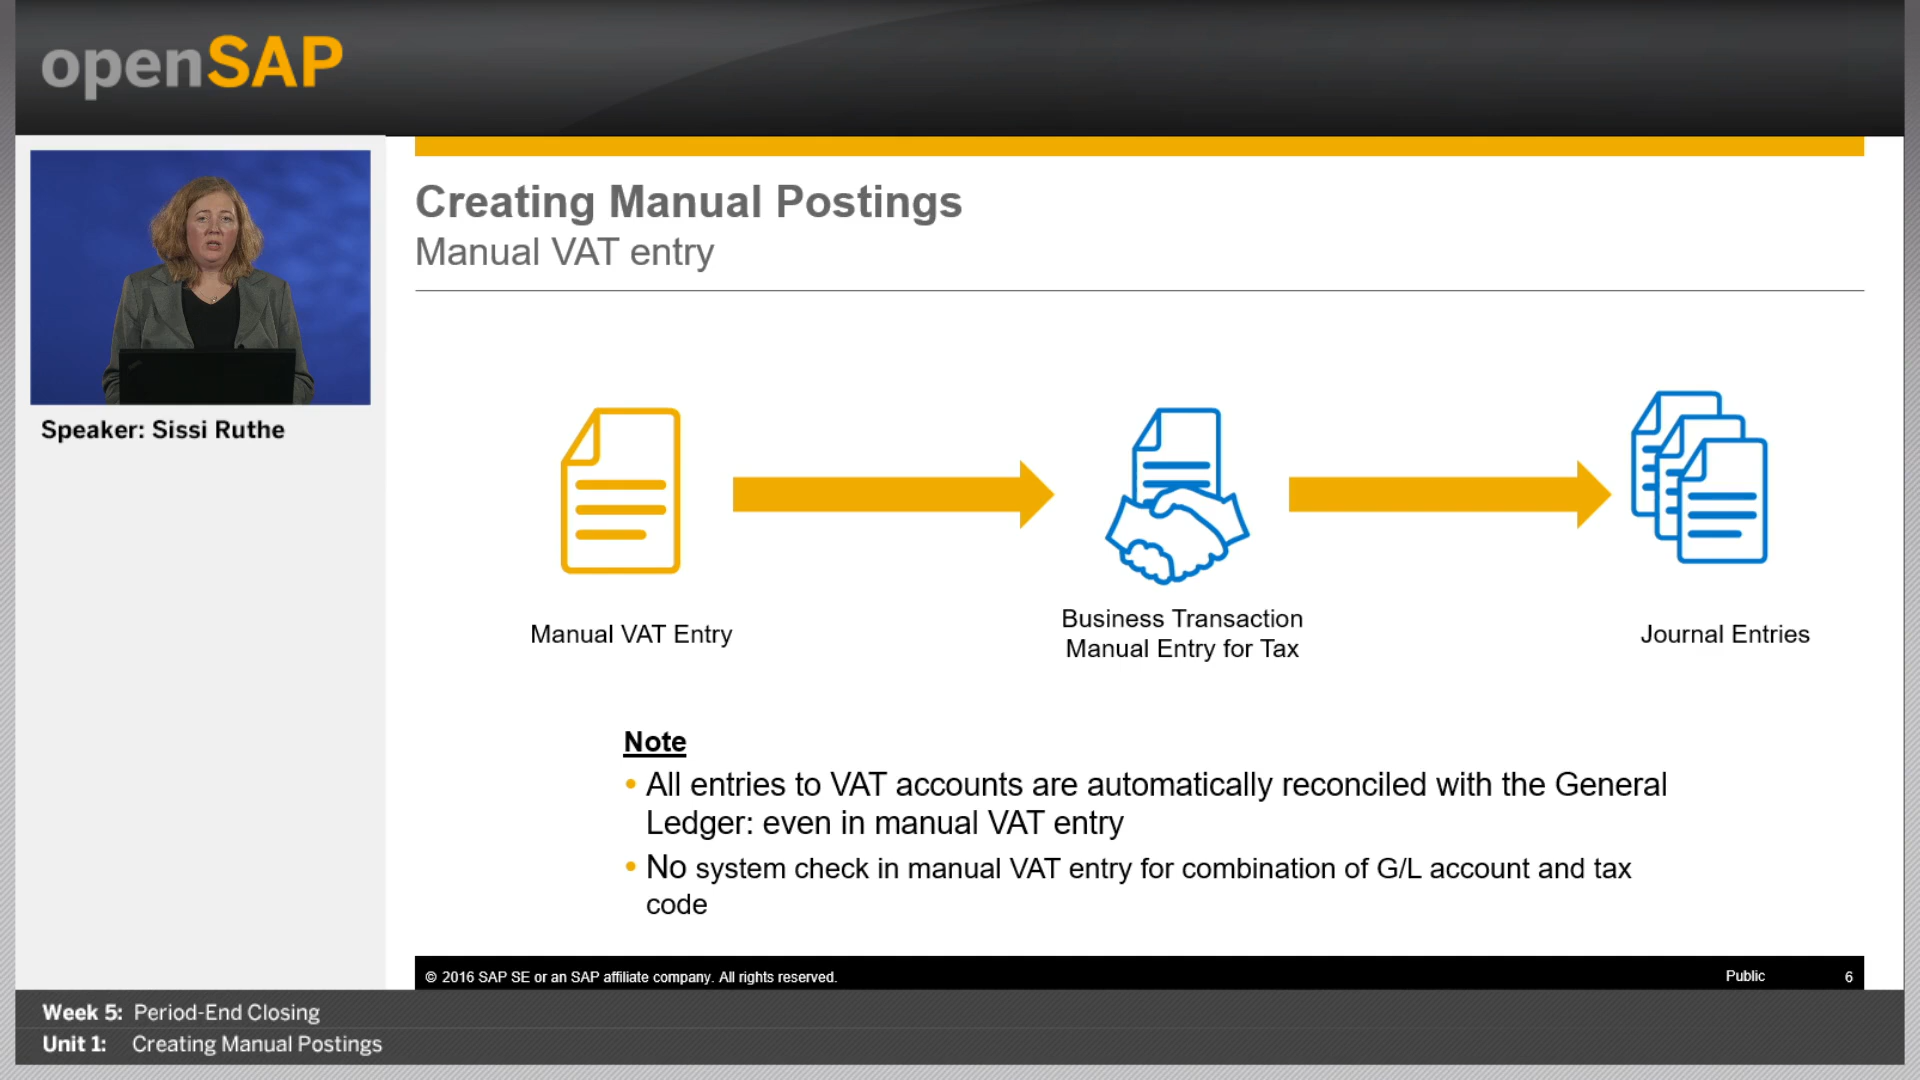 openSAP
Creating Manual Postings
Manual VAT entry
Speaker: Sissi Ruthe
Manual VAT Entry
Business Transaction
Manual Entry for Tax
Journal Entries
Note
• All entries to VAT accounts are automatically reconciled with the General
Ledger: even in manual VAT entry
• No system check in manual VAT entry for combination of G/L account and tax
code
© 2016 SAP SE or an SAP affiliate company. All rights reserved. Public 6
Week 5: Period-End Closing
Unit 1: Creating Manual Postings